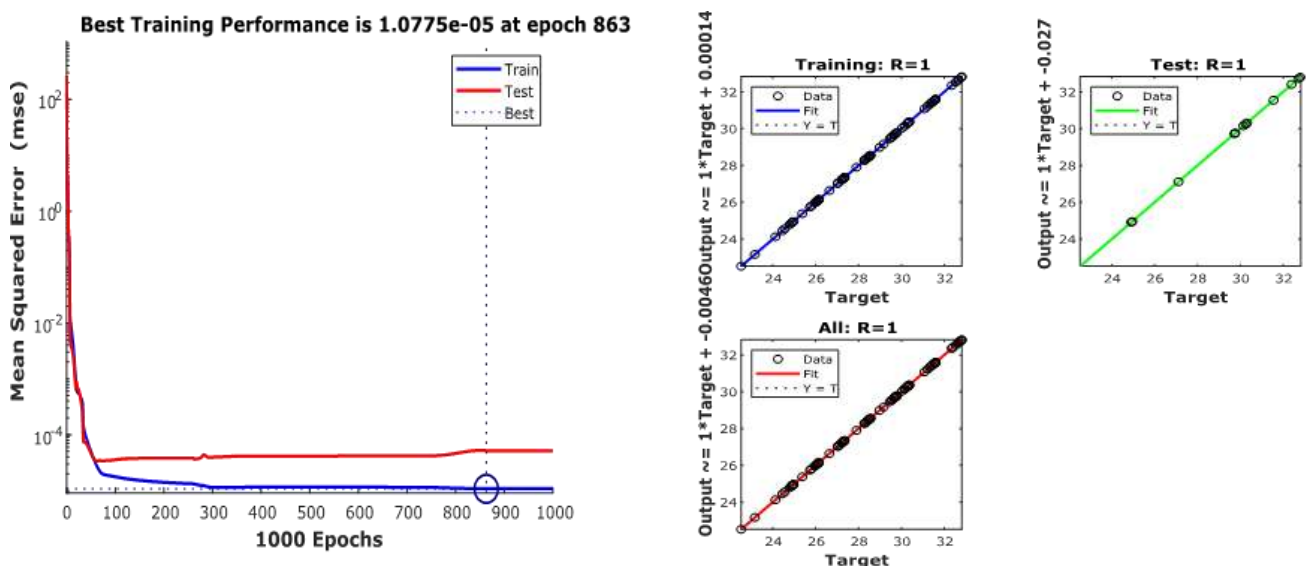 Best Training Performance is 1.0775e-05 at epoch 863
Mean Squared Error (mse)
10²
10⁰
10⁻²
10⁻⁴
Train
Test
Best
0 100 200 300 400 500 600 700 800 900 1000
1000 Epochs
Training: R=1
Output ~= 1*Target + 0.00014
Data
Fit
Y = T
32
30
28
26
24
24 26 28 30 32
Target
Test: R=1
Output ~= 1*Target + -0.027
Data
Fit
Y = T
32
30
28
26
24
24 26 28 30 32
Target
All: R=1
Output ~= 1*Target + -0.0046
Data
Fit
Y = T
32
30
28
26
24
24 26 28 30 32
Target